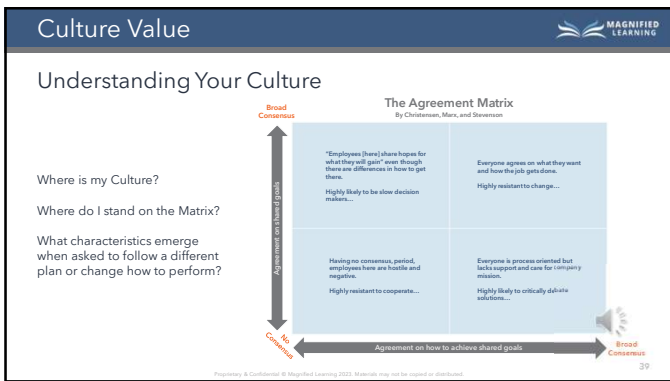 Culture Value
MAGNIFIED
LEARNING
Understanding Your Culture
The Agreement Matrix
By Christensen, Marx, and Stevenson
Broad
Consensus
Where is my Culture?
Where do I stand on the Matrix?
What characteristics emerge
when asked to follow a different
plan or change how to perform?
Agreement on shared goals
"Employees [here] share hopes for
what they will gain" even though
there are differences in how to get
there.
Highly likely to be slow decision
makers...
Everyone agrees on what they want
and how the job gets done.
Highly resistant to change...
Having no consensus, period,
employees here are hostile and
negative.
Highly resistant to cooperate...
Everyone is process oriented but
lacks support and care for company
mission.
Highly likely to critically debate
solutions...
No
Consensus
Agreement on how to achieve shared goals
Broad
Consensus
39
Proprietary & Confidential © Magnified Learning 2023. Materials may not be copied or distributed.